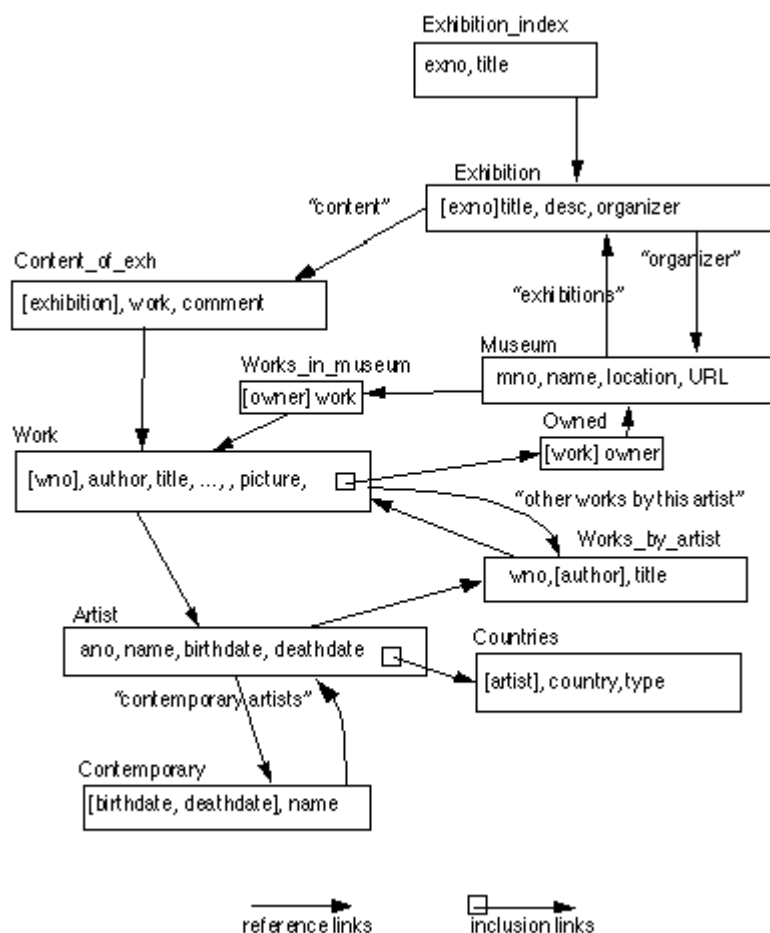 Exhibition_index
exno, title
Exhibition
[exno]title, desc, organizer
“content”
“organizer”
Content_of_exh
[exhibition], work, comment
“exhibitions”
Museum
mno, name, location, URL
Works_in_museum
[owner] work
Owned
[work] owner
Work
[wno], author, title, ..., , picture,
“other works by this artist”
Works_by_artist
wno,[author], title
Artist
ano, name, birthdate, deathdate
Countries
[artist], country,type
“contemporary artists”
Contemporary
[birthdate, deathdate], name
reference links
inclusion links